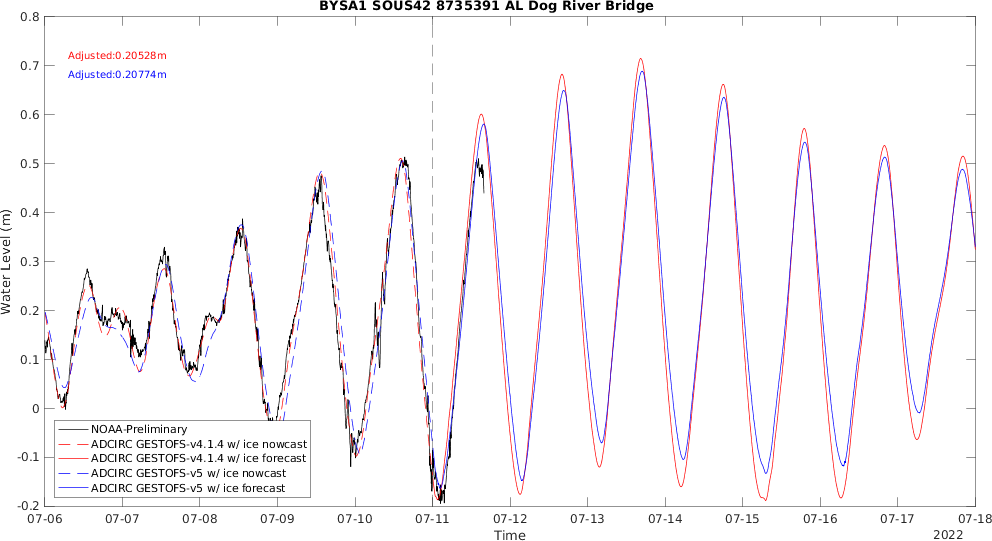 BYSA1 SOUS42 8735391 AL Dog River Bridge
0.8
0.7
0.6
0.5
0.4
0.3
0.2
0.1
0
-0.1
-0.2
Water Level (m)
Adjusted:0.20528m
Adjusted:0.20774m
NOAA-Preliminary
ADCIRC GESTOFS-v4.1.4 w/ ice nowcast
ADCIRC GESTOFS-v4.1.4 w/ ice forecast
ADCIRC GESTOFS-v5 w/ ice nowcast
ADCIRC GESTOFS-v5 w/ ice forecast
07-06 07-07 07-08 07-09 07-10 07-11 07-12 07-13 07-14 07-15 07-16 07-17 07-18
Time
2022